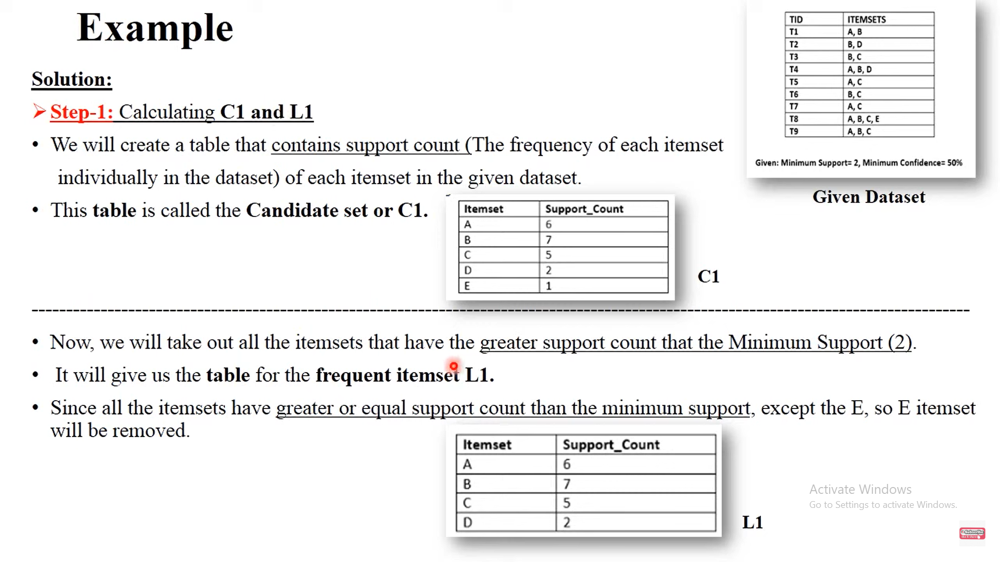 Example
Solution:
➢ Step-1: Calculating C1 and L1
• We will create a table that contains support count (The frequency of each itemset
individually in the dataset) of each itemset in the given dataset.
• This table is called the Candidate set or C1.
Itemset Support_Count
A 6
B 7
C 5
D 2
E 1
C1
TID ITEMSETS
T1 A, B
T2 B, D
T3 B, C
T4 A, B, D
T5 A, C
T6 B, C
T7 A, C
T8 A, B, C, E
T9 A, B, C
Given: Minimum Support= 2, Minimum Confidence= 50%
Given Dataset
• Now, we will take out all the itemsets that have the greater support count that the Minimum Support (2).
• It will give us the table for the frequent itemset L1.
• Since all the itemsets have greater or equal support count than the minimum support, except the E, so E itemset
will be removed.
Itemset Support_Count
A 6
B 7
C 5
D 2
L1
Activate Windows
Go to Settings to activate Windows.
@Subscribe